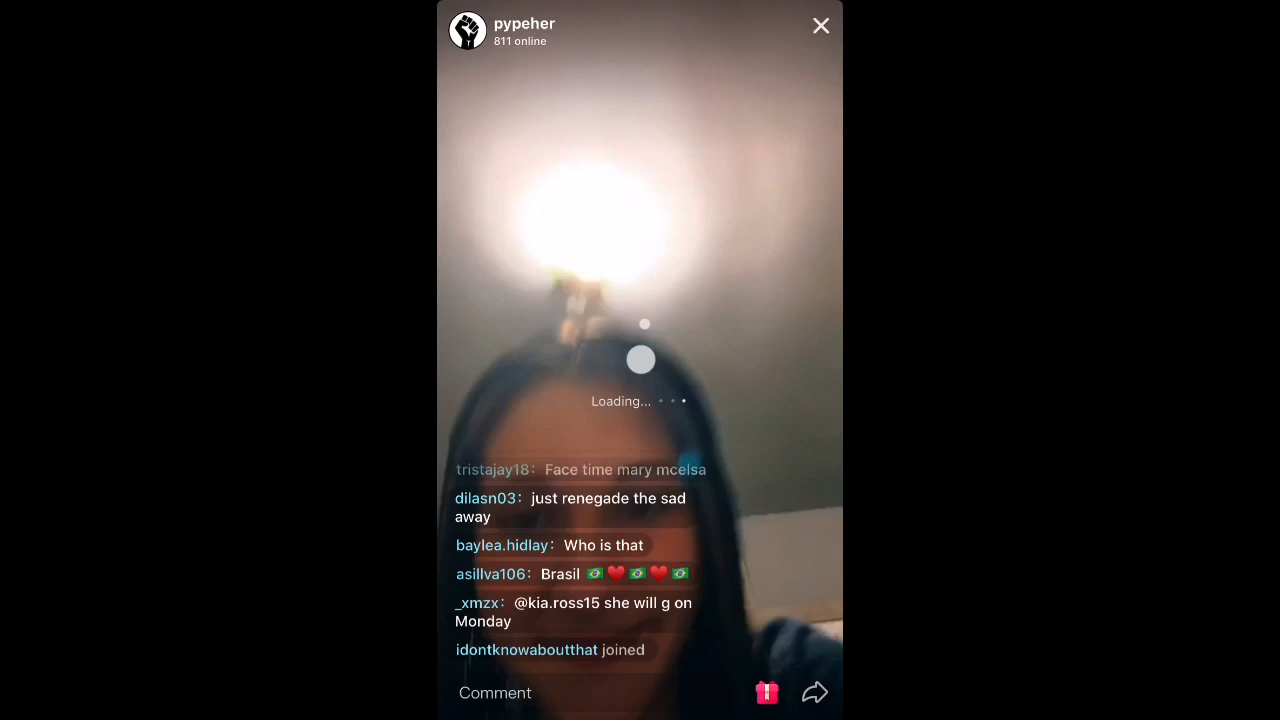 pypeher
811 online
Loading...
tristajay18: Face time mary mcelsa
dilasn03: just renegade the sad
away
baylea.hidlay: Who is that
asillva106: Brasil 🇧🇷❤️🇧🇷❤️🇧🇷
_xmzx: @kia.ross15 she will g on
Monday
idontknowaboutthat joined
Comment